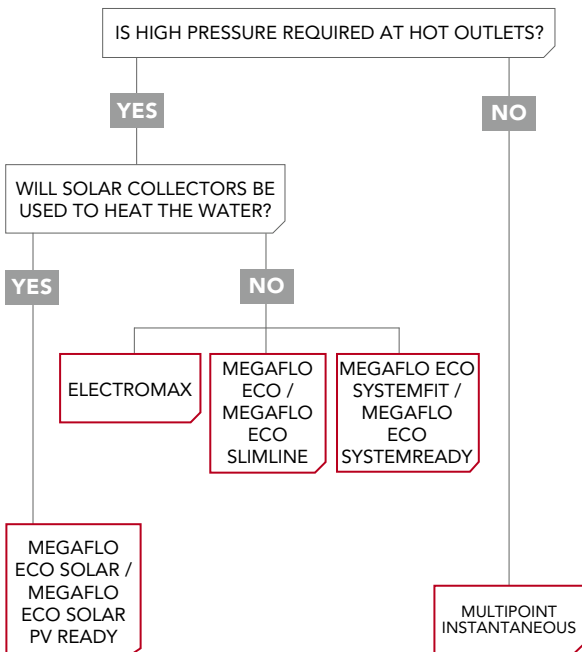 IS HIGH PRESSURE REQUIRED AT HOT OUTLETS?
YES
NO
WILL SOLAR COLLECTORS BE
USED TO HEAT THE WATER?
YES
NO
ELECTROMAX
MEGAFLO
ECO /
MEGAFLO
ECO
SLIMLINE
MEGAFLO ECO
SYSTEMFIT /
MEGAFLO
ECO
SYSTEMREADY
MEGAFLO
ECO SOLAR /
MEGAFLO
ECO SOLAR
PV READY
MULTIPOINT
INSTANTANEOUS